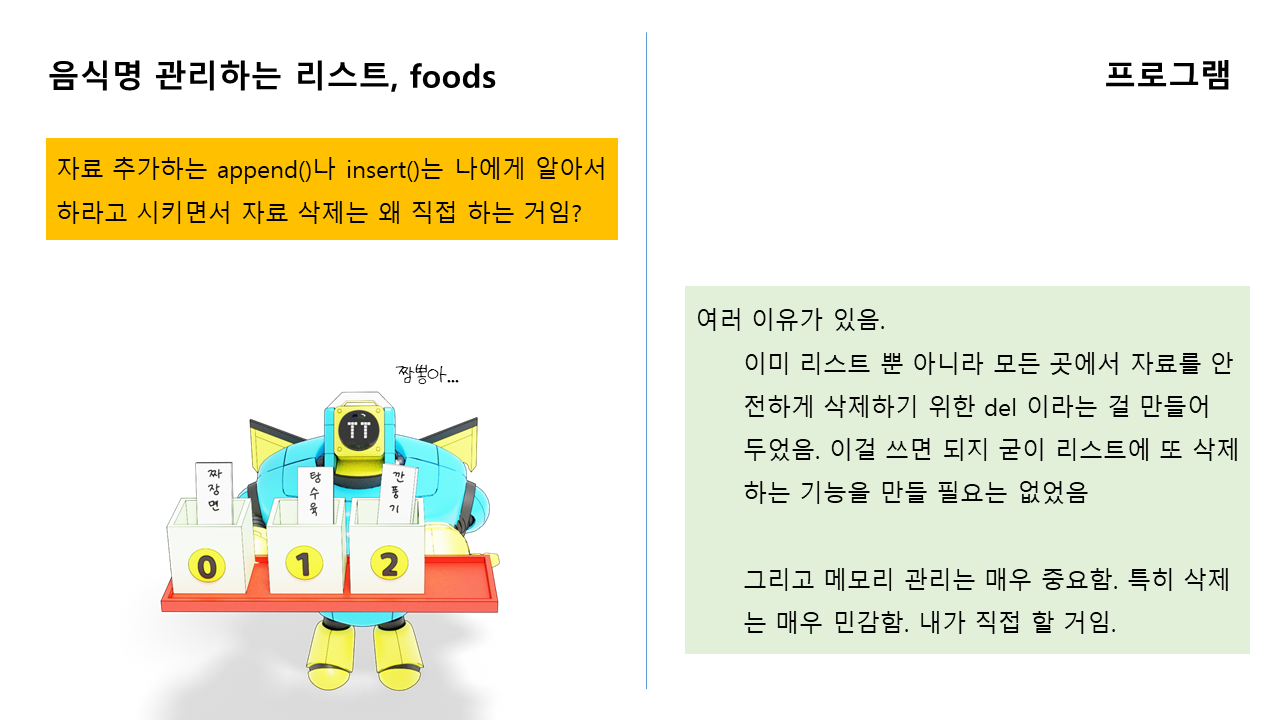 음식명 관리하는 리스트, foods
프로그램
자료 추가하는 append()나 insert()는 나에게 알아서
하라고 시키면서 자료 삭제는 왜 직접 하는 거임?
여러 이유가 있음.
이미 리스트 뿐 아니라 모든 곳에서 자료를 안
전하게 삭제하기 위한 del 이라는 걸 만들어
두었음. 이걸 쓰면 되지 굳이 리스트에 또 삭제
하는 기능을 만들 필요는 없었음
그리고 메모리 관리는 매우 중요함. 특히 삭제
는 매우 민감함. 내가 직접 할 거임.
짬뽕아...
TT
짜장면
탕수육
깐풍기
0
1
2